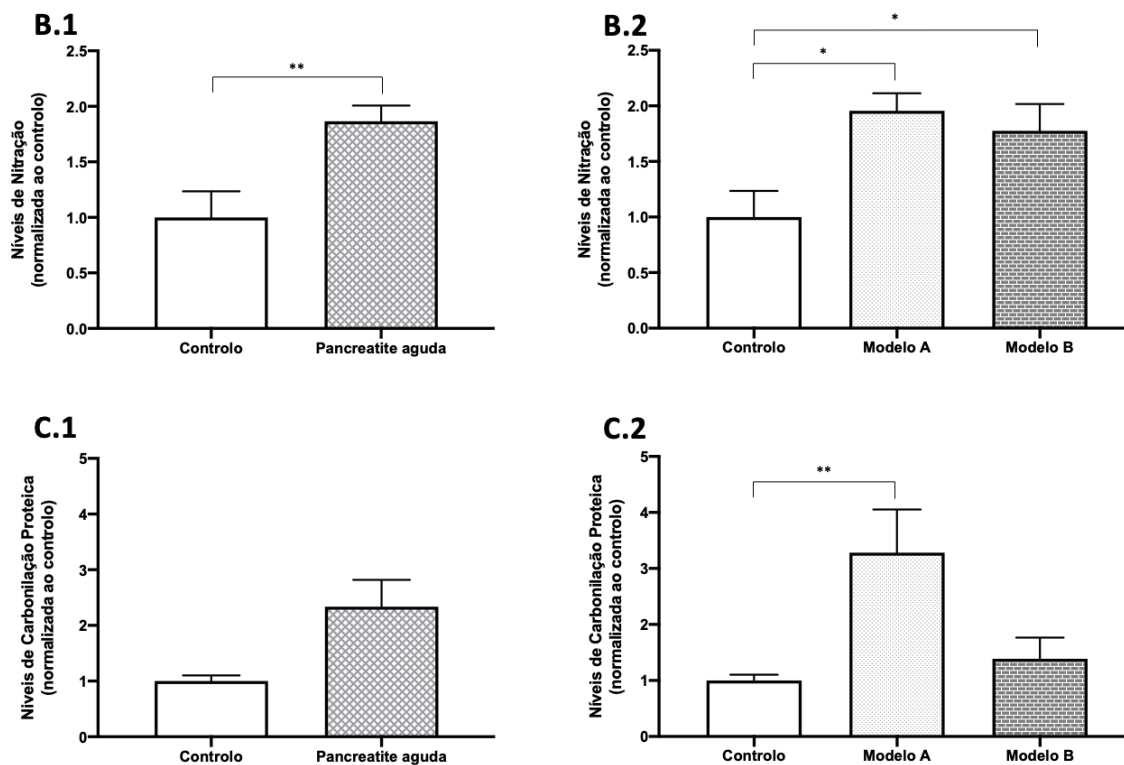 B.1
Níveis de Nitração
(normalizada ao controlo)
2.5
2.0
1.5
1.0
0.5
0.0
**
Controlo
Pancreatite aguda
B.2
Níveis de Nitração
(normalizada ao controlo)
2.5
2.0
1.5
1.0
0.5
0.0
*
*
Controlo
Modelo A
Modelo B
C.1
Níveis de Carbonilação Proteica
(normalizada ao controlo)
5
4
3
2
1
0
Controlo
Pancreatite aguda
C.2
Níveis de Carbonilação Proteica
(normalizada ao controlo)
5
4
3
2
1
0
**
Controlo
Modelo A
Modelo B